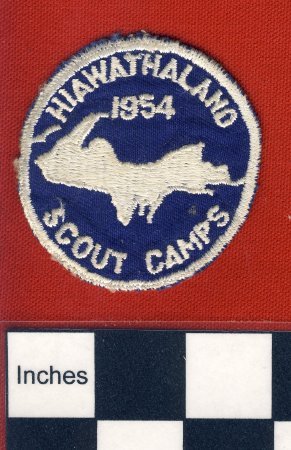 HIAWATHALAND
1954
SCOUT CAMPS
Inches